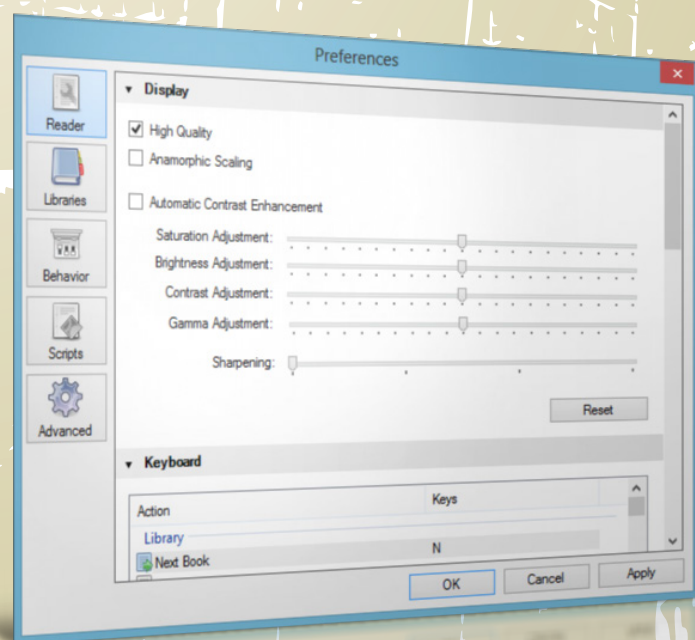 Preferences
Reader
Libraries
Behavior
Scripts
Advanced
Display
High Quality
Anamorphic Scaling
Automatic Contrast Enhancement
Saturation Adjustment:
Brightness Adjustment:
Contrast Adjustment:
Gamma Adjustment:
Sharpening:
Reset
Keyboard
Action Keys
Library
Next Book N
OK Cancel Apply